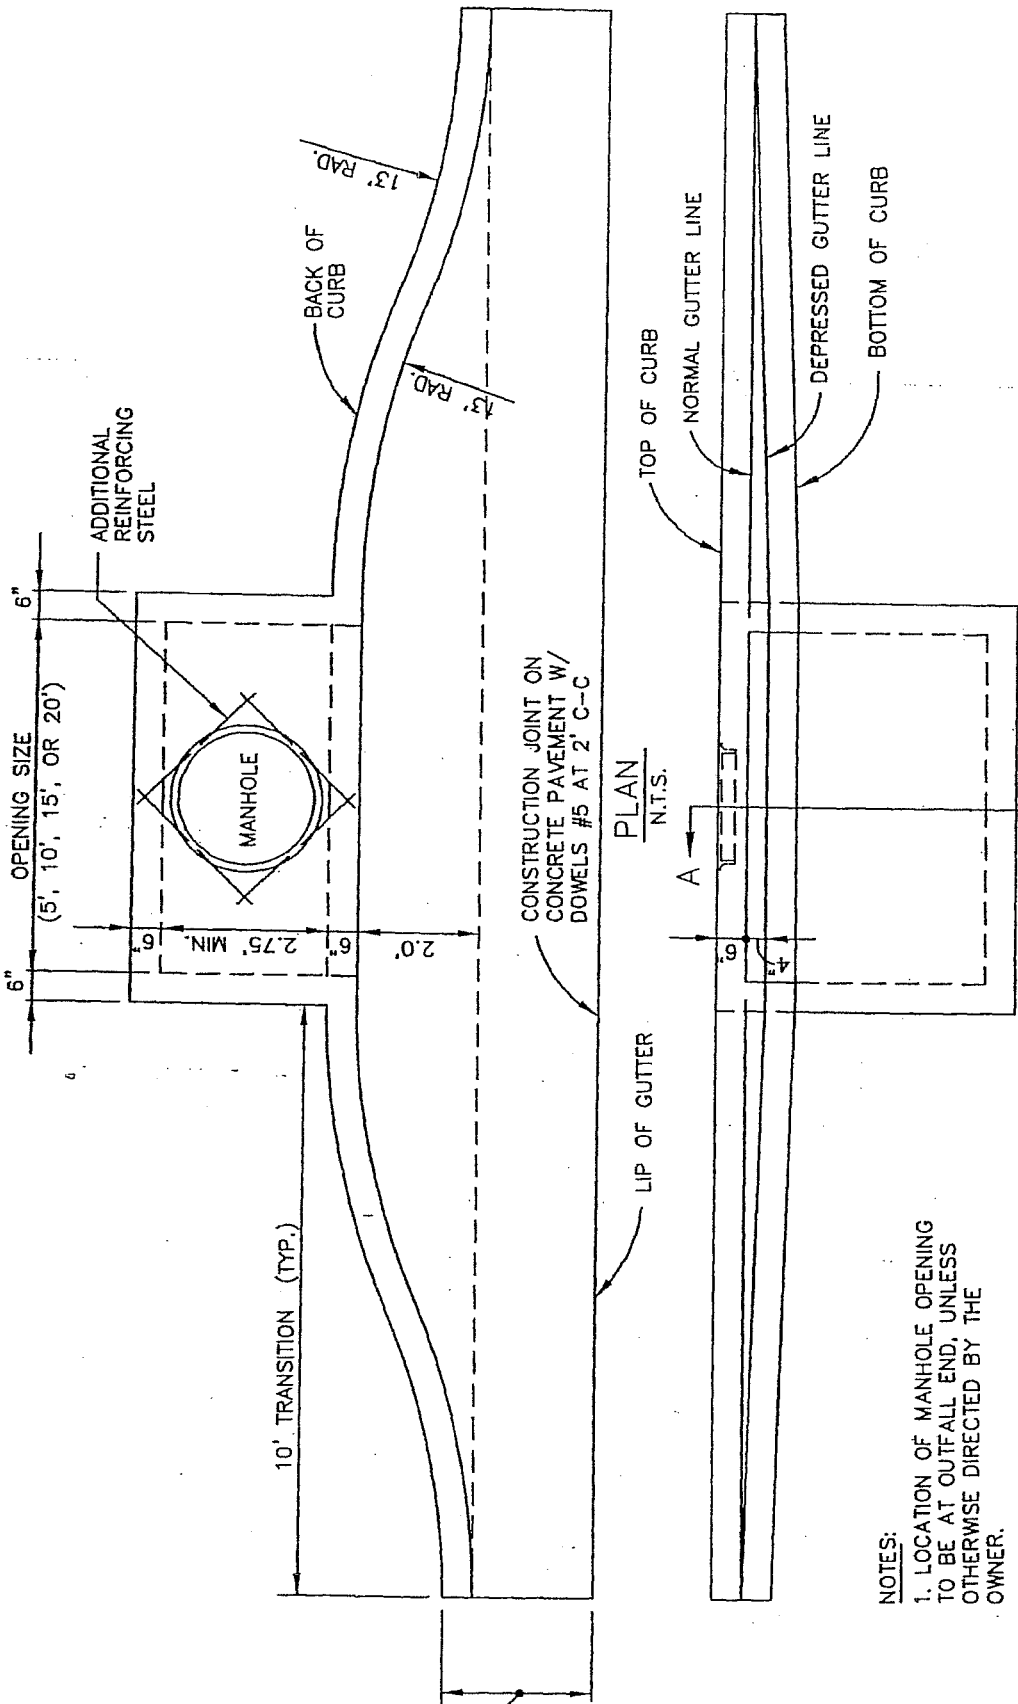 6"
OPENING SIZE
(5', 10', 15', OR 20')
6"
ADDITIONAL
REINFORCING
STEEL
MANHOLE
6"
2.75' MIN.
6"
2.0'
10' TRANSITION (TYP.)
BACK OF
CURB
13' RAD.
13' RAD.
CONSTRUCTION JOINT ON
CONCRETE PAVEMENT W/
DOWELS #5 AT 2' C-C
LIP OF GUTTER
PLAN
N.T.S.
TOP OF CURB
NORMAL GUTTER LINE
DEPRESSED GUTTER LINE
BOTTOM OF CURB
A
6"
4"
NOTES:
1. LOCATION OF MANHOLE OPENING
TO BE AT OUTFALL END, UNLESS
OTHERWISE DIRECTED BY THE
OWNER.